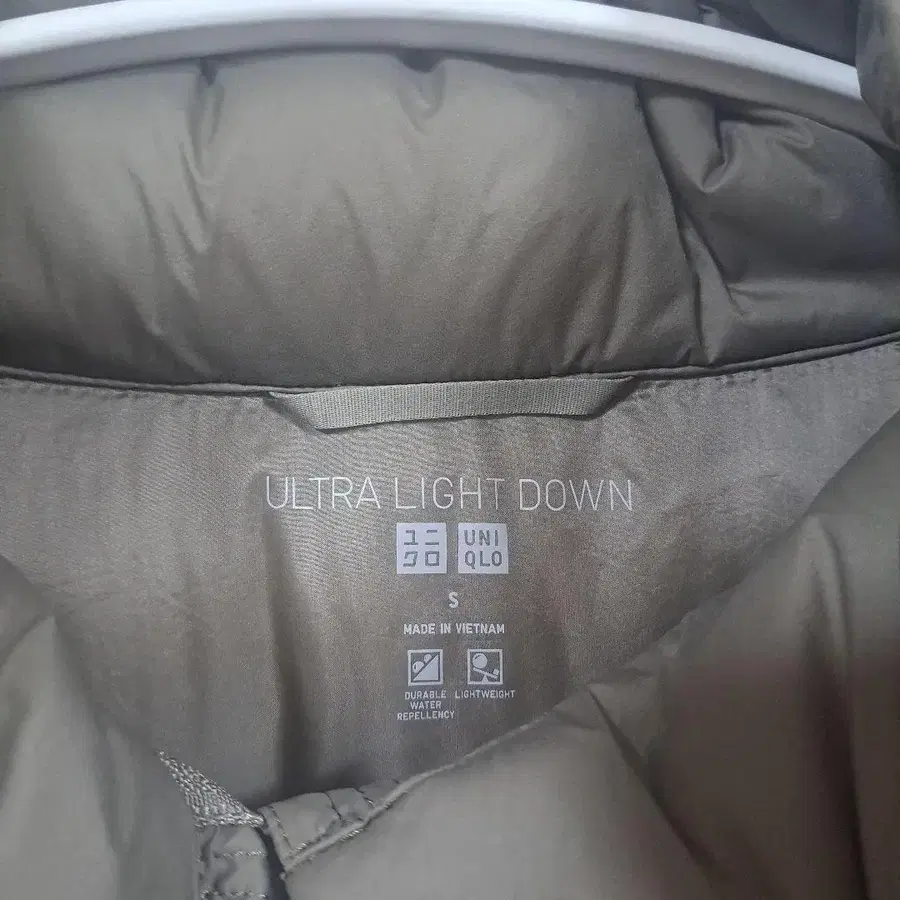 ULTRA LIGHT DOWN
ユニ UNI
クロ QLO
S
MADE IN VIETNAM
DURABLE LIGHTWEIGHT
WATER
REPELLENCY